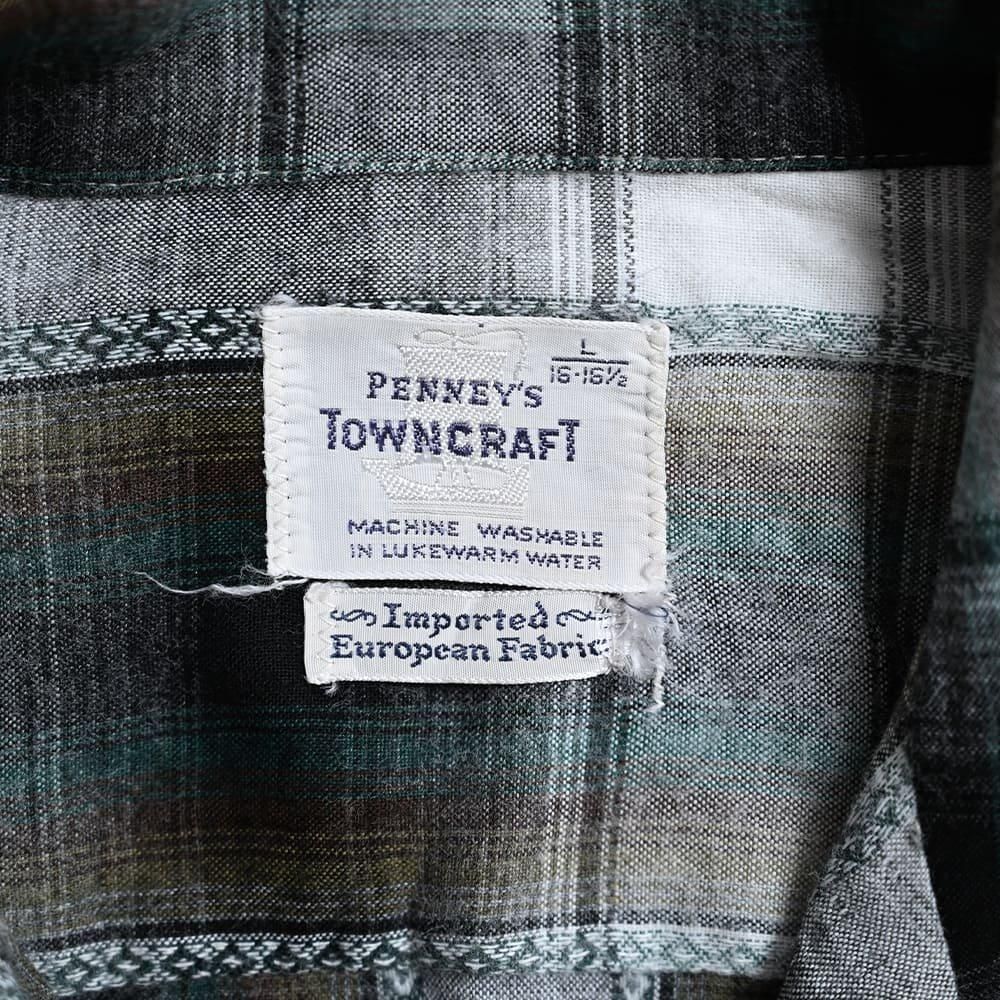 L
16-16½
PENNEY'S
TOWNCRAFT
MACHINE WASHABLE
IN LUKEWARM WATER
Imported
European Fabric